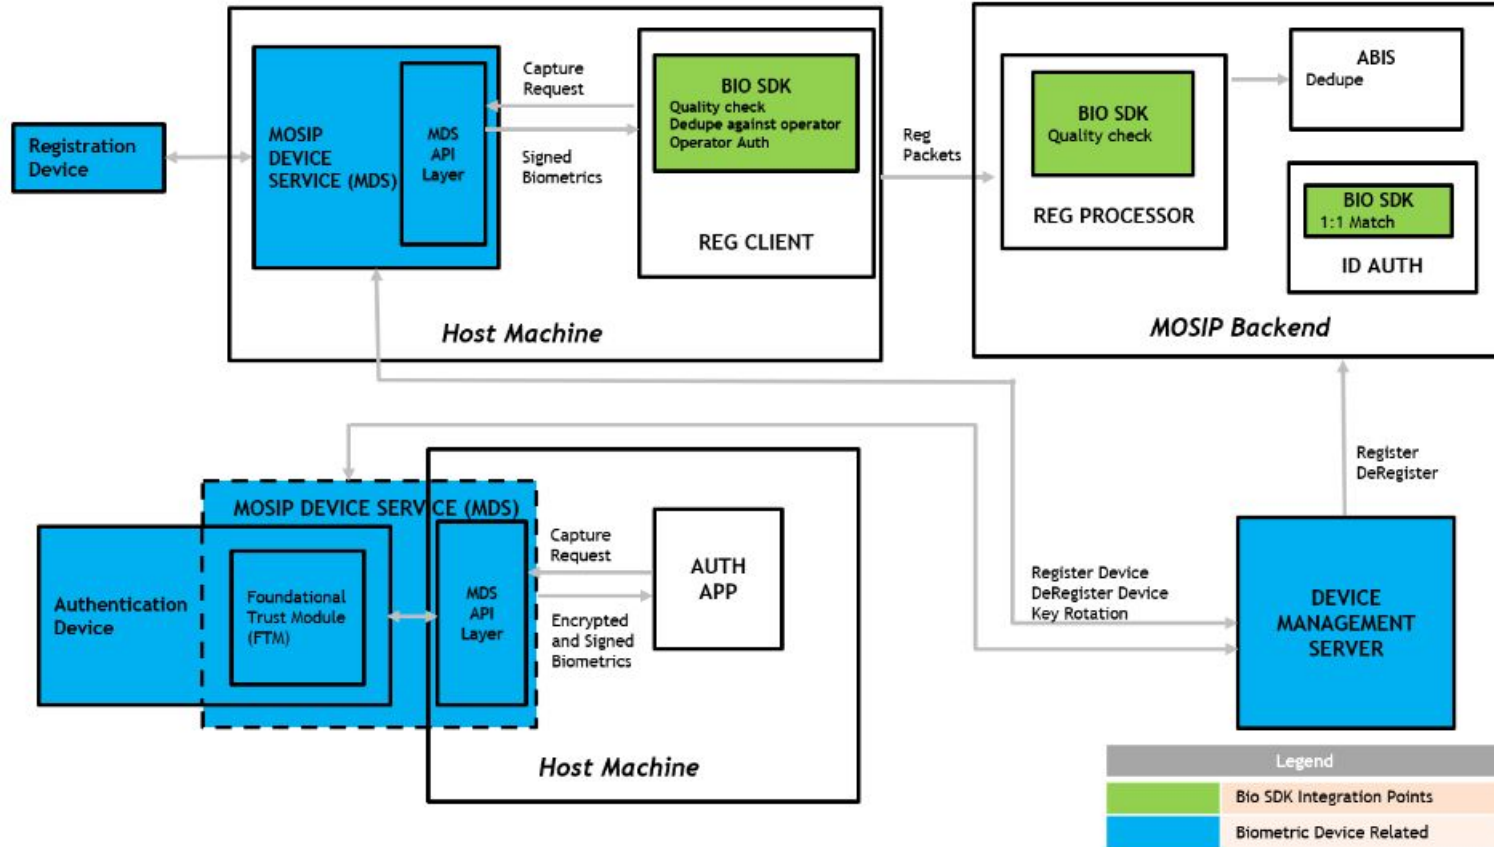 Registration
Device
MOSIP
DEVICE
SERVICE (MDS)
MDS
API
Layer
Capture
Request
Signed
Biometrics
BIO SDK
Quality check
Dedupe against operator
Operator Auth
REG CLIENT
Host Machine
Reg
Packets
BIO SDK
Quality check
REG PROCESSOR
ABIS
Dedupe
BIO SDK
1:1 Match
ID AUTH
MOSIP Backend
MOSIP DEVICE SERVICE (MDS)
Authentication
Device
Foundational
Trust Module
(FTM)
MDS
API
Layer
Capture
Request
Encrypted
and Signed
Biometrics
AUTH
APP
Host Machine
Register
DeRegister
Register Device
DeRegister Device
Key Rotation
DEVICE
MANAGEMENT
SERVER
Legend
Bio SDK Integration Points
Biometric Device Related